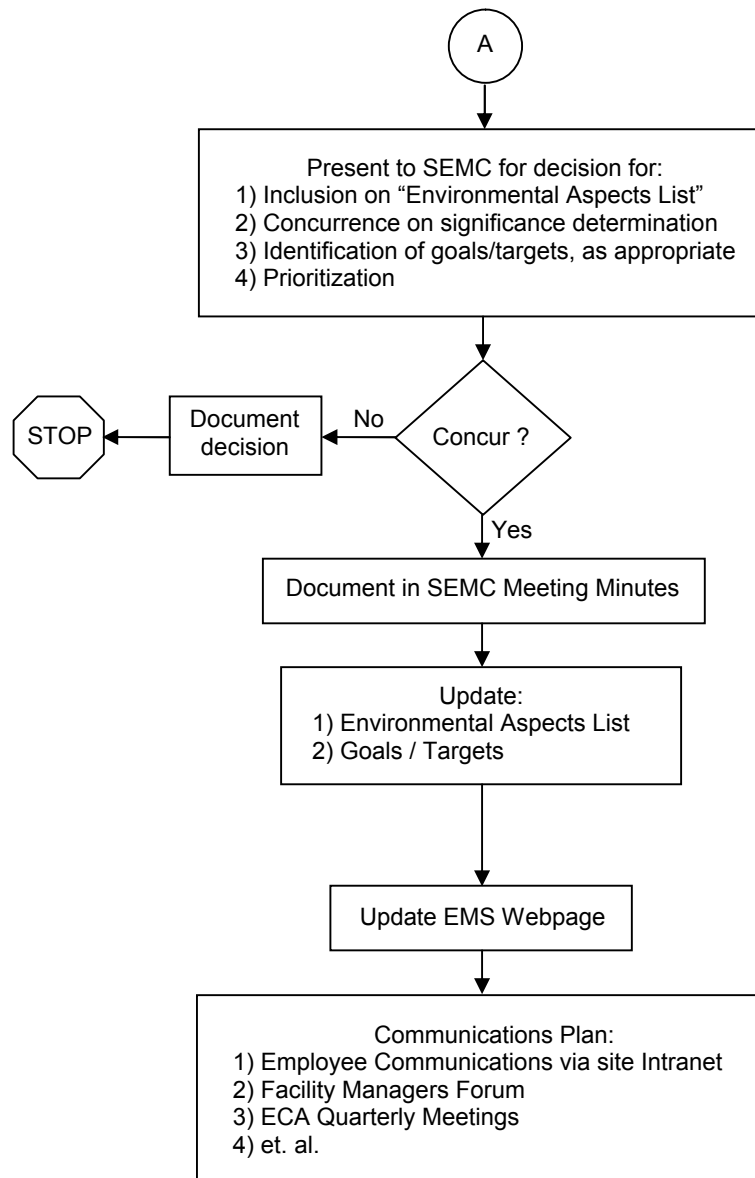 A
Present to SEMC for decision for:
1) Inclusion on “Environmental Aspects List”
2) Concurrence on significance determination
3) Identification of goals/targets, as appropriate
4) Prioritization
Concur ?
No
Document
decision
STOP
Yes
Document in SEMC Meeting Minutes
Update:
1) Environmental Aspects List
2) Goals / Targets
Update EMS Webpage
Communications Plan:
1) Employee Communications via site Intranet
2) Facility Managers Forum
3) ECA Quarterly Meetings
4) et. al.